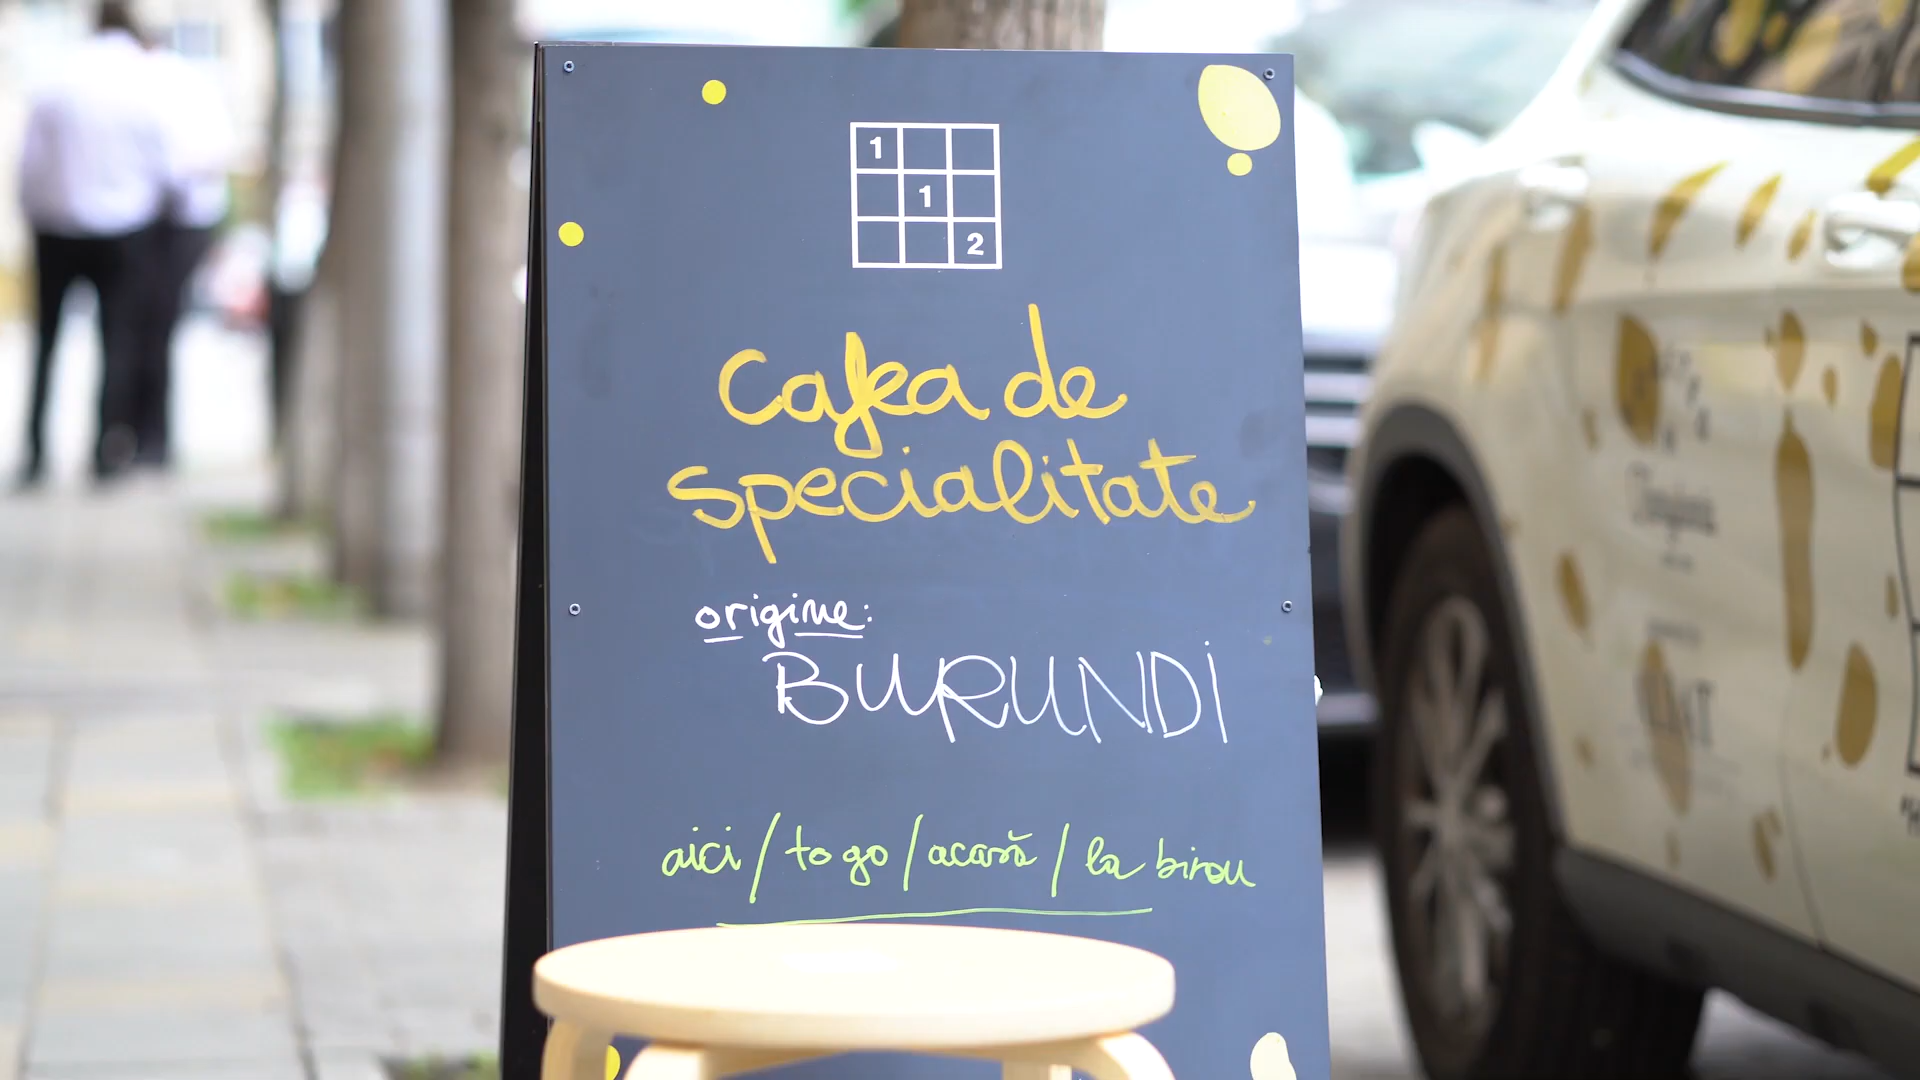 1
1
2
Cafea de
specialitate
origine:
BURUNDI
aici / to go / acasă / la birou